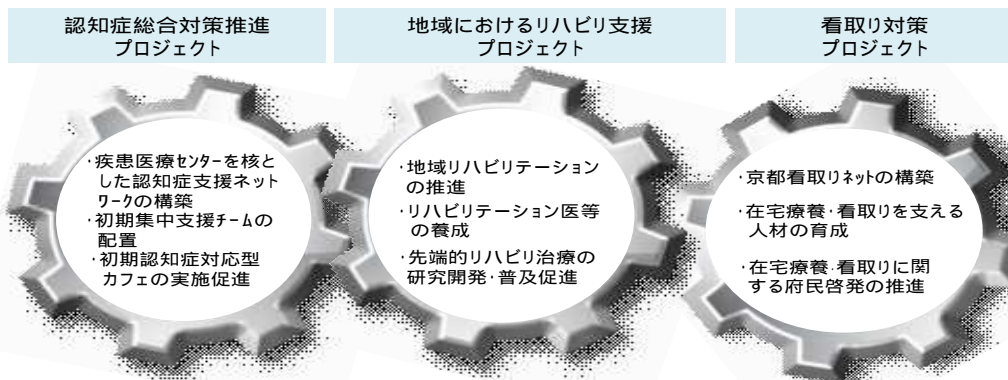 認知症総合対策推進
プロジェクト
・疾患医療センターを核と
した認知症支援ネット
ワークの構築
・初期集中支援チームの
配置
・初期認知症対応型
カフェの実施促進
地域におけるリハビリ支援
プロジェクト
・地域リハビリテーション
の推進
・リハビリテーション医等
の養成
・先端的リハビリ治療の
研究開発・普及促進
看取り対策
プロジェクト
・京都看取りネットの構築
・在宅療養・看取りを支える
人材の育成
・在宅療養・看取りに関
する府民啓発の推進